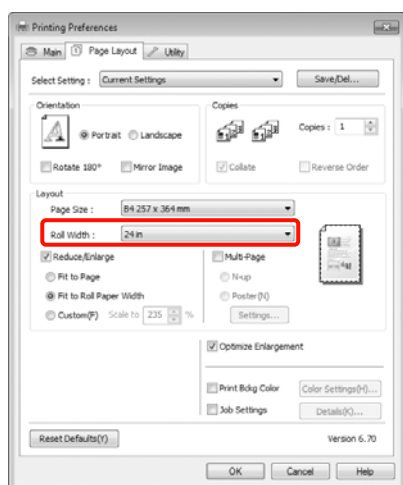 Printing Preferences
Main Page Layout Utility
Select Setting : Current Settings Save/Del...
Orientation Copies
A Portrait Landscape Copies : 1
Rotate 180° Mirror Image Collate Reverse Order
Layout
Page Size : B4 257 x 364 mm
Roll Width : 24 in
Reduce/Enlarge Multi-Page
Fit to Page N-up
Fit to Roll Paper Width Poster(N)
Custom(F) Scale to 235 % Settings...
Optimize Enlargement
Print Bckg Color Color Settings(H)...
Job Settings Details(K)...
Reset Defaults(Y) Version 6.70
OK Cancel Help